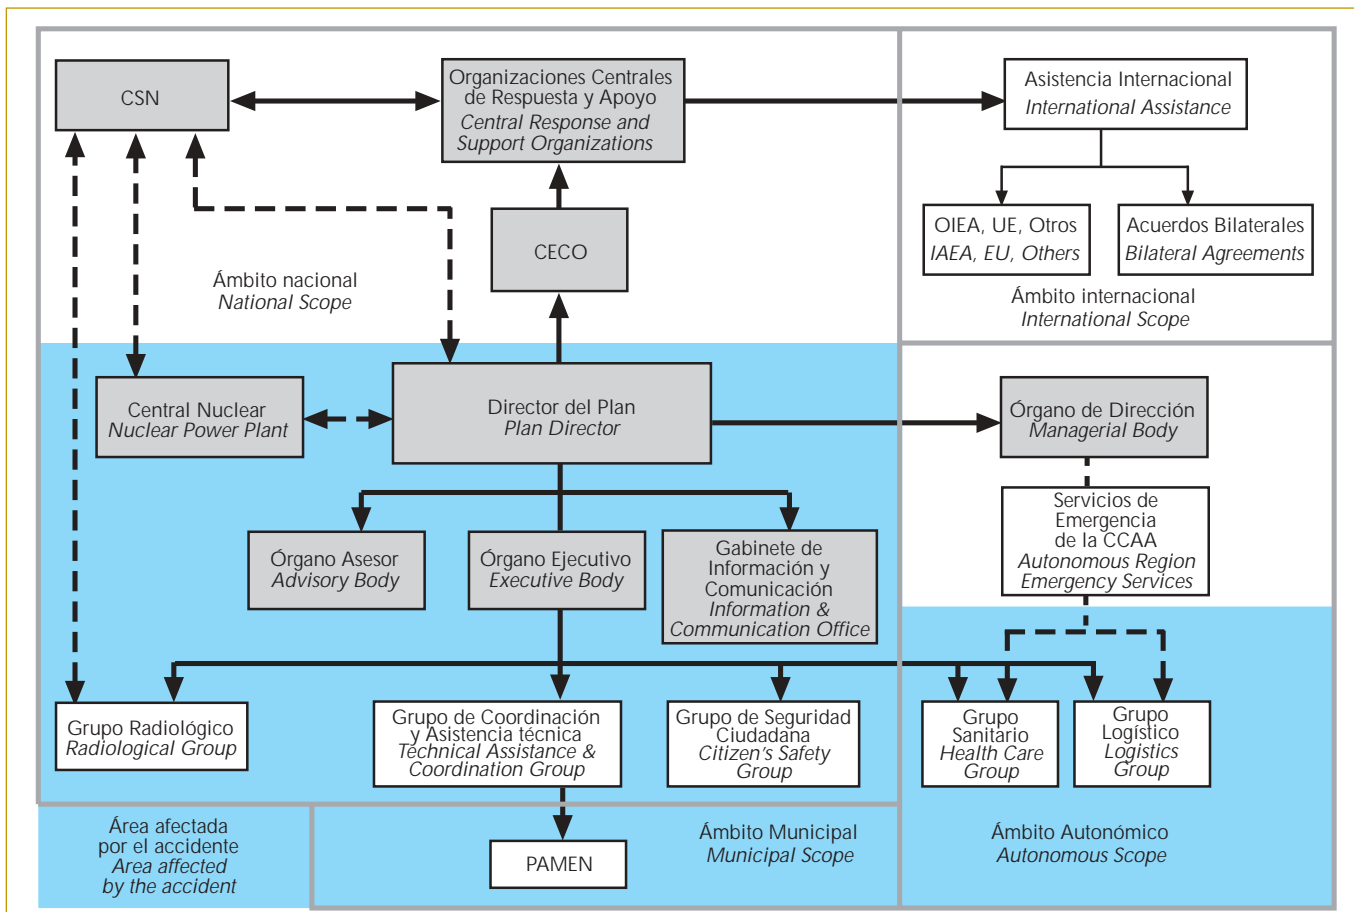 CSN
Organizaciones Centrales
de Respuesta y Apoyo
Central Response and
Support Organizations
Asistencia Internacional
International Assistance
OIEA, UE, Otros
IAEA, EU, Others
Acuerdos Bilaterales
Bilateral Agreements
CECO
Ámbito nacional
National Scope
Ámbito internacional
International Scope
Central Nuclear
Nuclear Power Plant
Director del Plan
Plan Director
Órgano de Dirección
Managerial Body
Servicios de
Emergencia
de la CCAA
Autonomous Region
Emergency Services
Órgano Asesor
Advisory Body
Órgano Ejecutivo
Executive Body
Gabinete de
Información y
Comunicación
Information &
Communication Office
Grupo Radiológico
Radiological Group
Grupo de Coordinación
y Asistencia técnica
Technical Assistance &
Coordination Group
Grupo de Seguridad
Ciudadana
Citizen's Safety
Group
Grupo
Sanitario
Health Care
Group
Grupo
Logístico
Logistics
Group
Área afectada
por el accidente
Area affected
by the accident
PAMEN
Ámbito Municipal
Municipal Scope
Ámbito Autonómico
Autonomous Scope